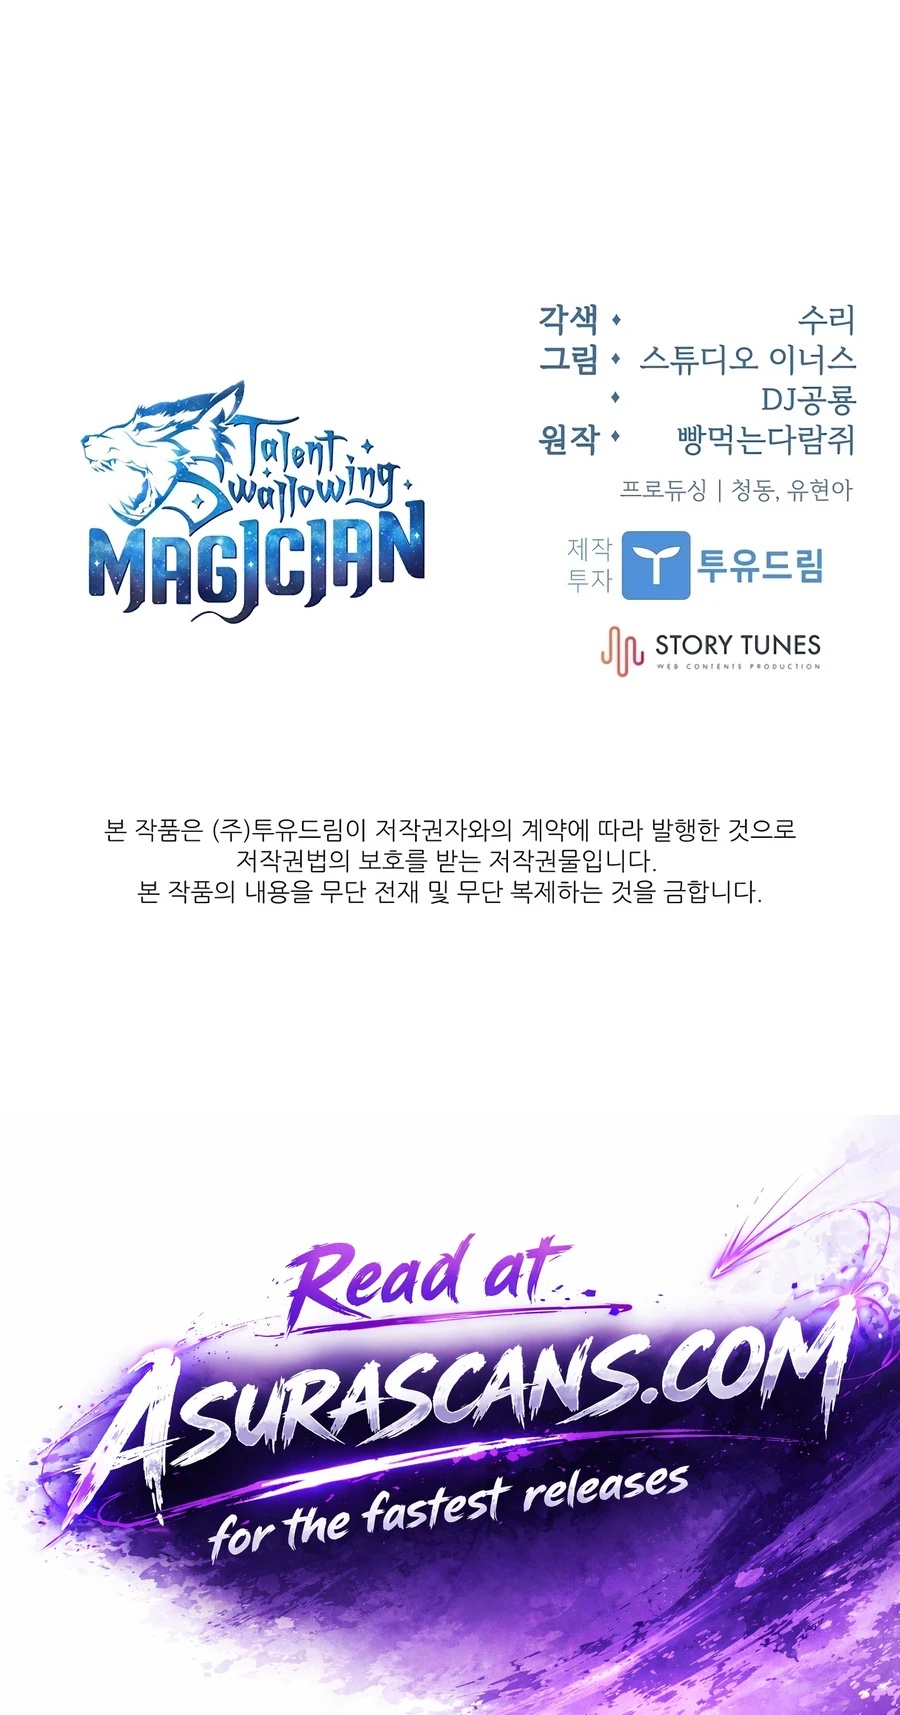 Talent
Swallowing
MAGICIAN
각색 ♦ 수리
그림 ♦ 스튜디오 이너스
♦ DJ공룡
원작 ♦ 빵먹는다람쥐
프로듀싱 | 청동, 유현아
제작
투자
투유드림
STORY TUNES
WEB CONTENTS PRODUCTION
본 작품은 (주)투유드림이 저작권자와의 계약에 따라 발행한 것으로
저작권법의 보호를 받는 저작권물입니다.
본 작품의 내용을 무단 전재 및 무단 복제하는 것을 금합니다.
Read at
ASURASCANS.COM
for the fastest releases